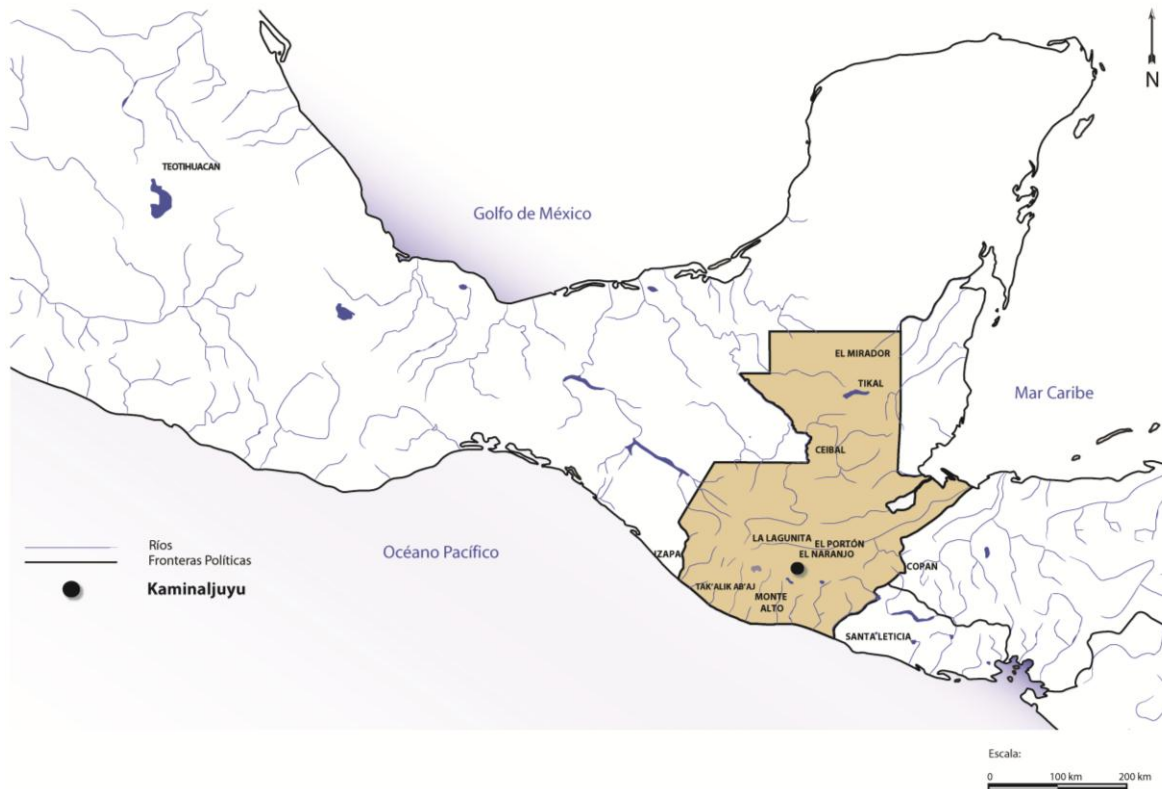 N
TEOTIHUACAN
Golfo de México
EL MIRADOR
TIKAL
Mar Caribe
CEIBAL
LA LAGUNITA
EL PORTÓN
EL NARANJO
Océano Pacífico
IZAPA
COPÁN
TAK'ALIK AB'AJ
MONTE
ALTO
SANTA LETICIA
Ríos
Fronteras Políticas
Kaminaljuyu
Escala:
0 100 km 200 km